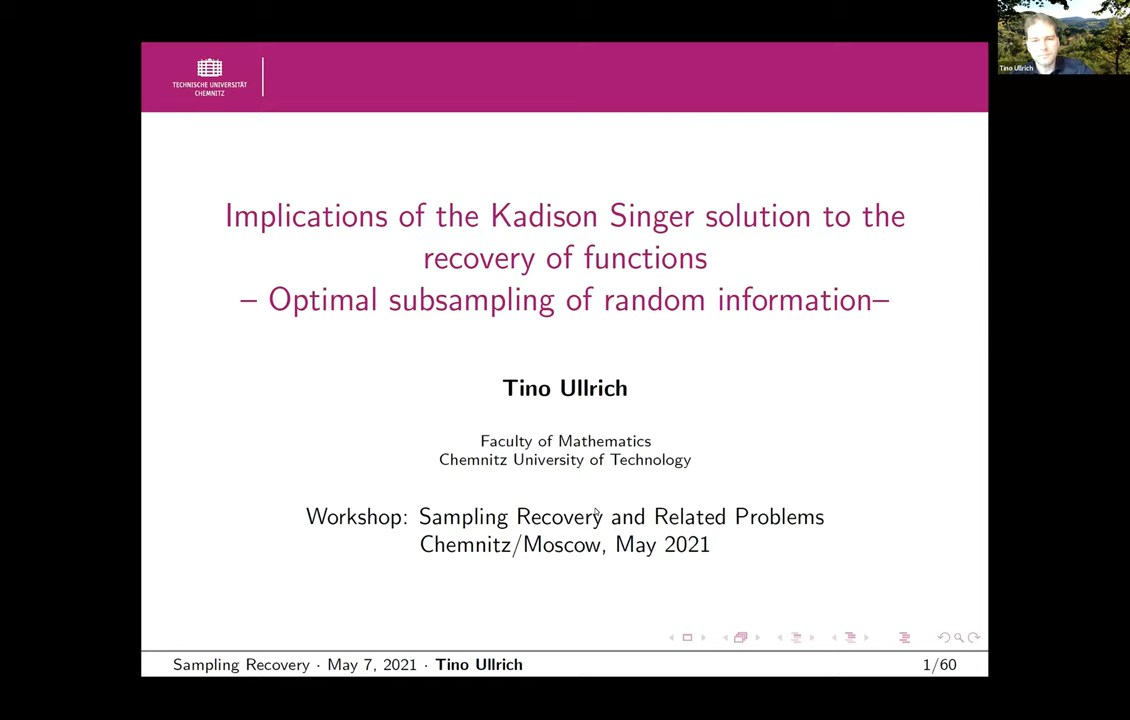 TECHNISCHE UNIVERSITÄT
CHEMNITZ
Tino Ullrich
Implications of the Kadison Singer solution to the
recovery of functions
– Optimal subsampling of random information–
Tino Ullrich
Faculty of Mathematics
Chemnitz University of Technology
Workshop: Sampling Recovery and Related Problems
Chemnitz/Moscow, May 2021
Sampling Recovery · May 7, 2021 · Tino Ullrich
1/60